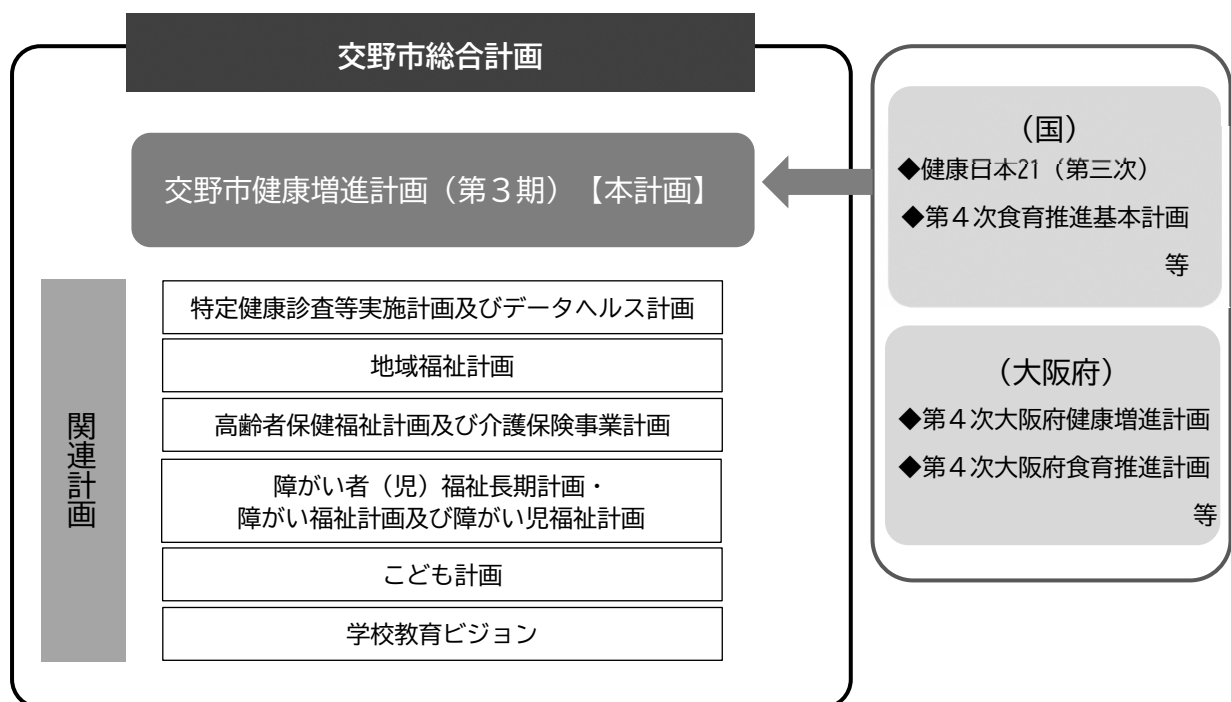 交野市総合計画
交野市健康増進計画（第３期）【本計画】
関連計画
特定健康診査等実施計画及びデータヘルス計画
地域福祉計画
高齢者保健福祉計画及び介護保険事業計画
障がい者（児）福祉長期計画・
障がい福祉計画及び障がい児福祉計画
こども計画
学校教育ビジョン
（国）
◆健康日本21（第三次）
◆第４次食育推進基本計画
等
（大阪府）
◆第４次大阪府健康増進計画
◆第４次大阪府食育推進計画
等